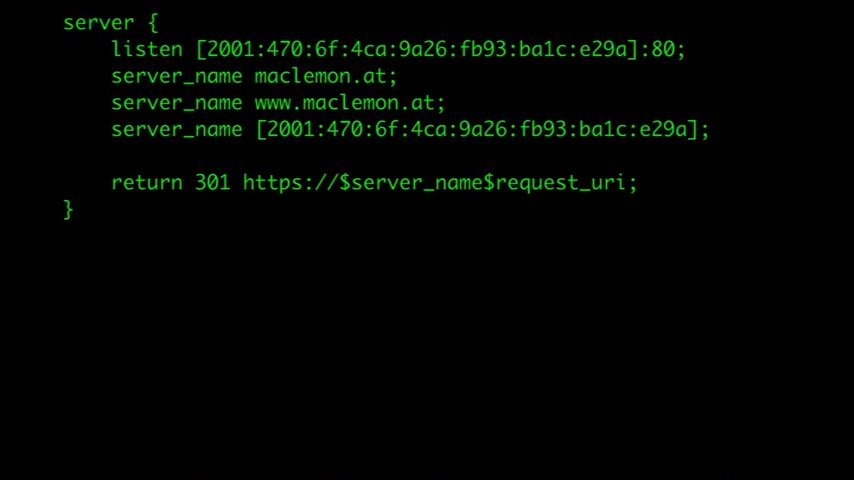 server {
    listen [2001:470:6f:4ca:9a26:fb93:ba1c:e29a]:80;
    server_name maclemon.at;
    server_name www.maclemon.at;
    server_name [2001:470:6f:4ca:9a26:fb93:ba1c:e29a];

    return 301 https://$server_name$request_uri;
}